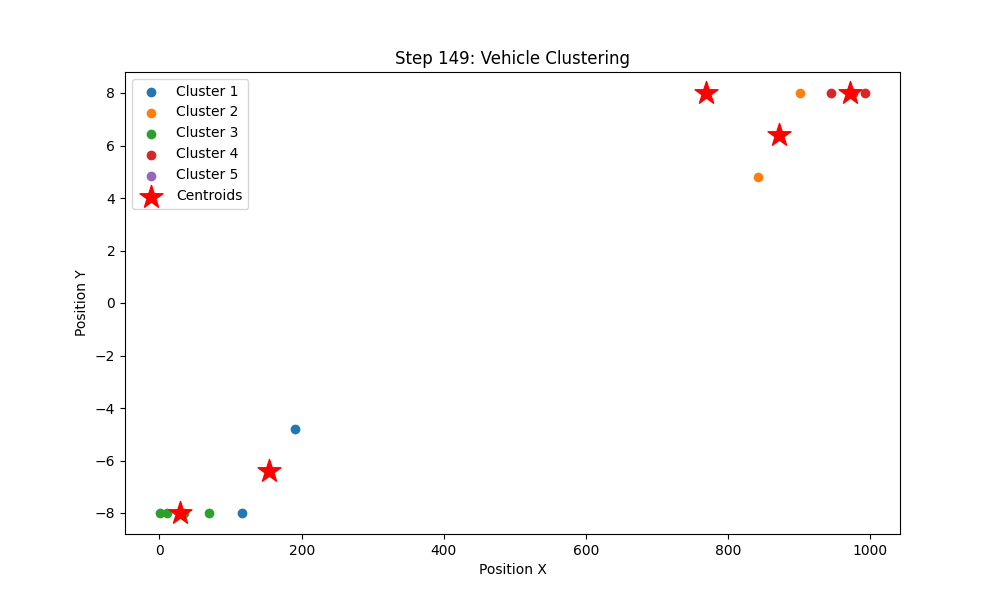 Step 149: Vehicle Clustering
Cluster 1
Cluster 2
Cluster 3
Cluster 4
Cluster 5
Centroids
8
6
4
2
0
−2
−4
−6
−8
Position Y
0 200 400 600 800 1000
Position X